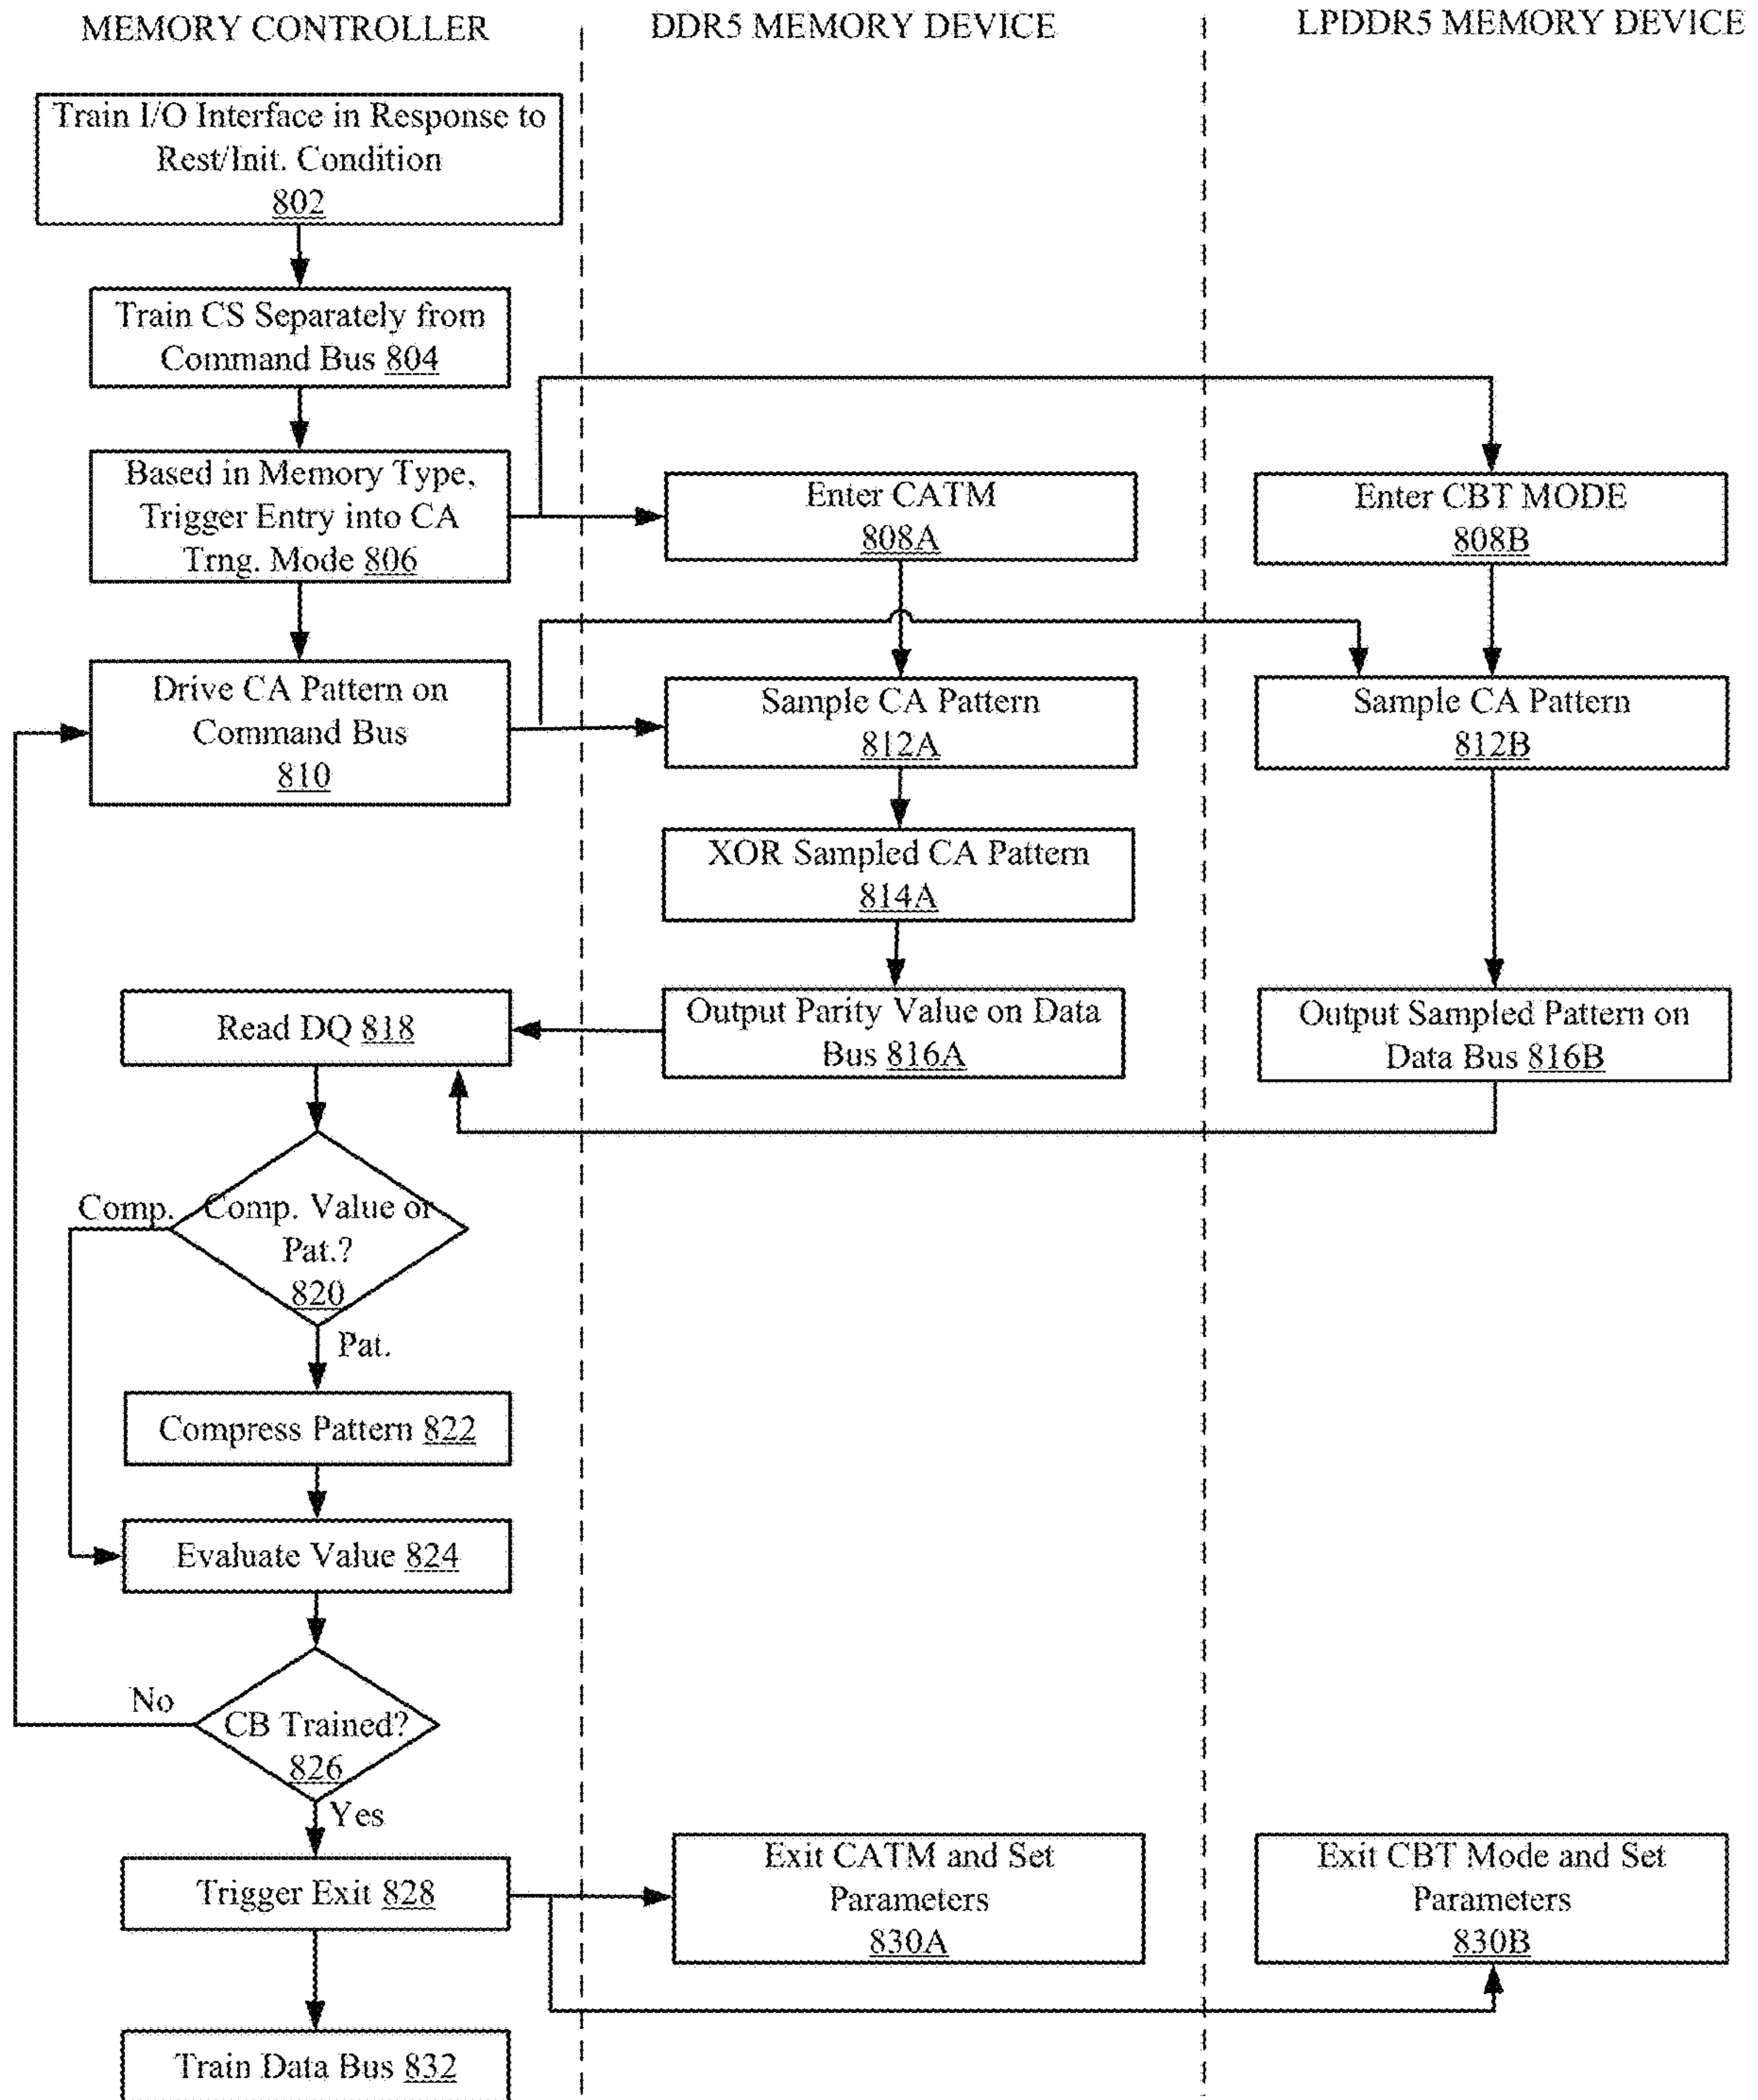 MEMORY CONTROLLER
DDR5 MEMORY DEVICE
LPDDR5 MEMORY DEVICE
Train I/O Interface in Response to
Rest/Init. Condition
802
Train CS Separately from
Command Bus 804
Based in Memory Type,
Trigger Entry into CA
Trng. Mode 806
Enter CATM
808A
Enter CBT MODE
808B
Drive CA Pattern on
Command Bus
810
Sample CA Pattern
812A
Sample CA Pattern
812B
XOR Sampled CA Pattern
814A
Read DQ 818
Output Parity Value on Data
Bus 816A
Output Sampled Pattern on
Data Bus 816B
Comp.
Comp. Value or
Pat.?
820
Pat.
Compress Pattern 822
Evaluate Value 824
No
CB Trained?
826
Yes
Trigger Exit 828
Exit CATM and Set
Parameters
830A
Exit CBT Mode and Set
Parameters
830B
Train Data Bus 832